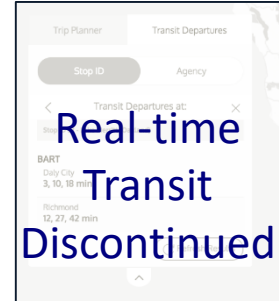 Trip Planner
Transit Departures
Stop ID
Agency
< Transit Departures at: ×
Real-time
BART
Daly City
3, 10, 18 min
Transit
Richmond
12, 27, 42 min
Discontinued